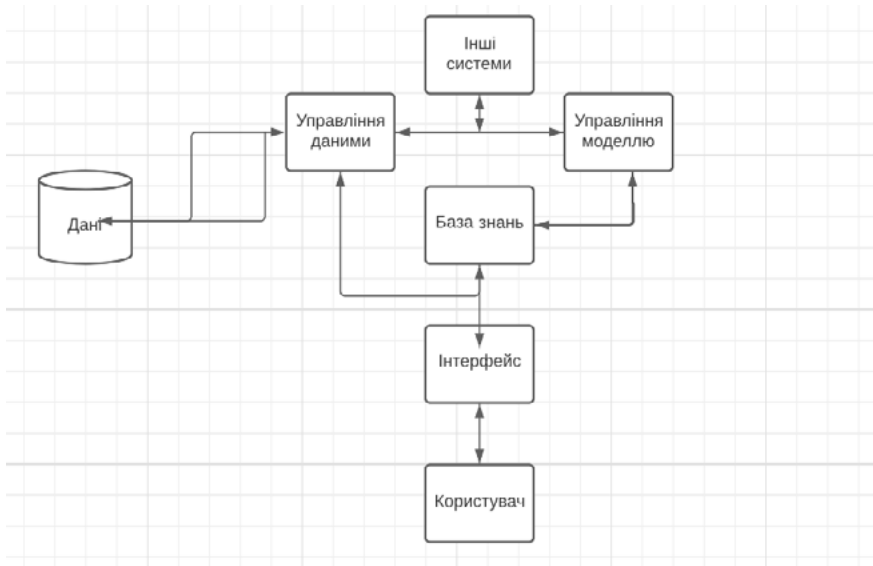 Інші
системи
Управління
даними
Управління
моделлю
Дані
База знань
Інтерфейс
Користувач